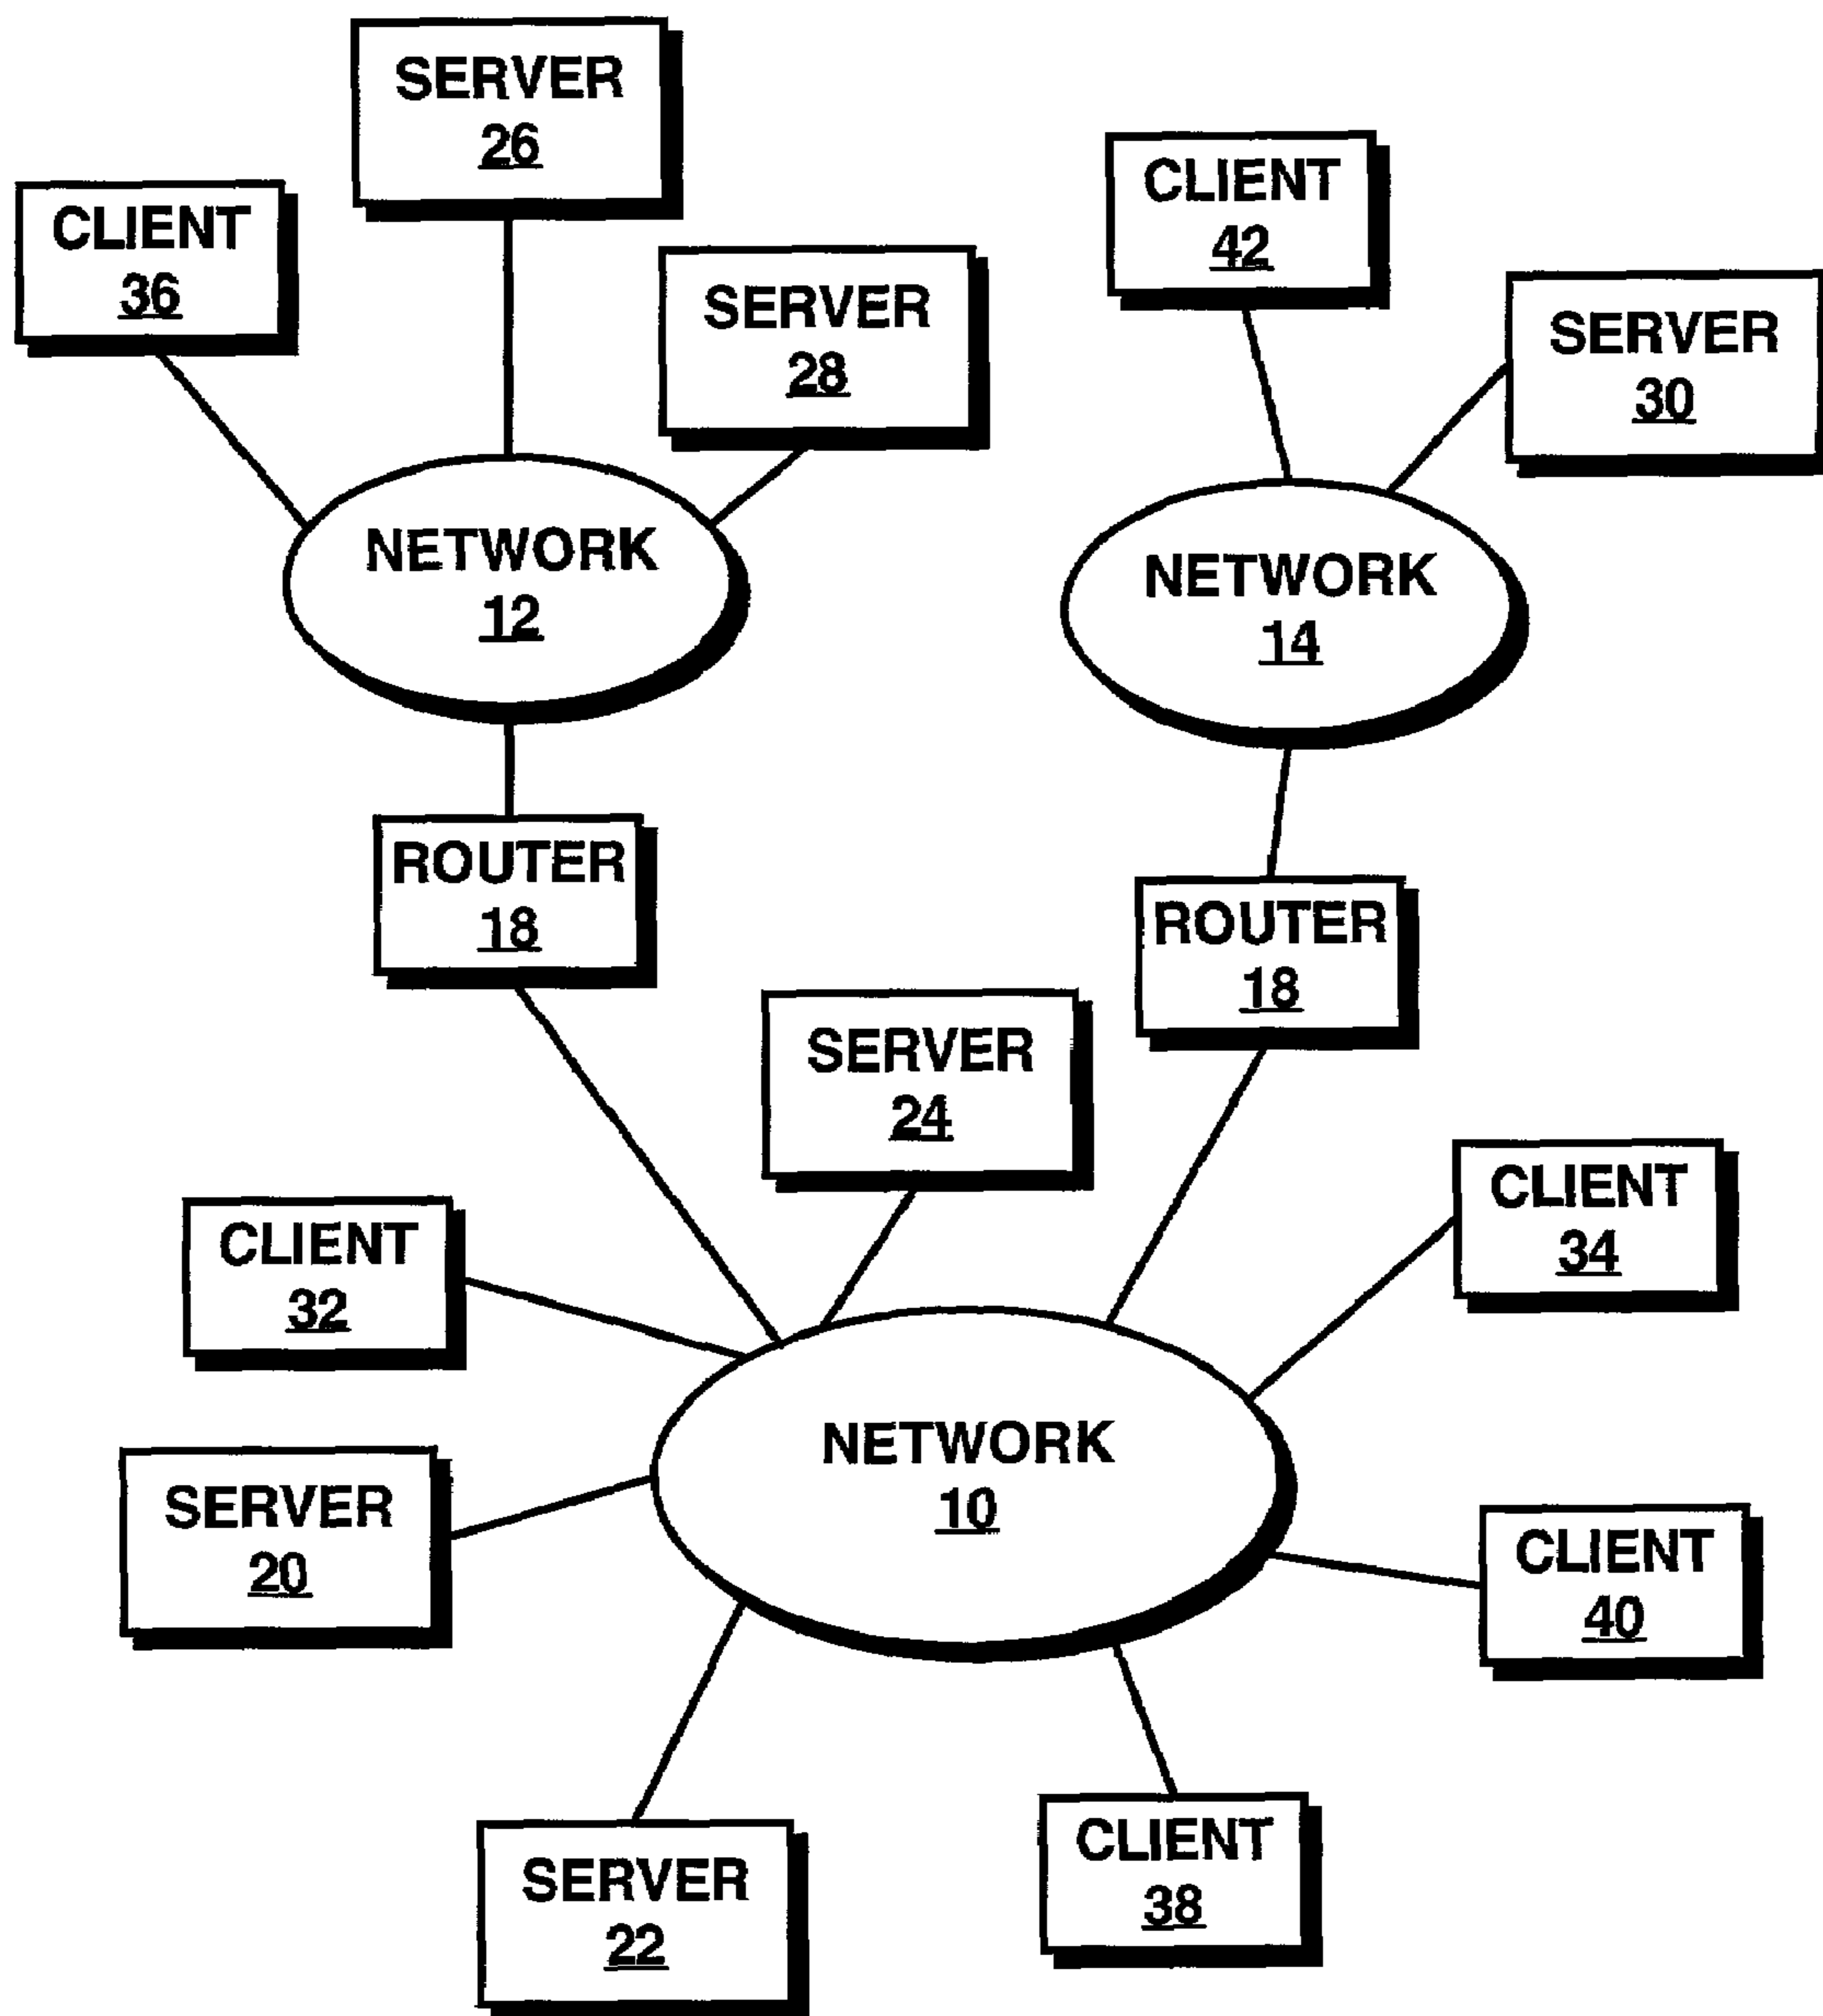 SERVER
26
CLIENT
42
CLIENT
36
SERVER
28
SERVER
30
NETWORK
12
NETWORK
14
ROUTER
18
ROUTER
18
SERVER
24
CLIENT
34
CLIENT
32
NETWORK
10
SERVER
20
CLIENT
40
CLIENT
38
SERVER
22